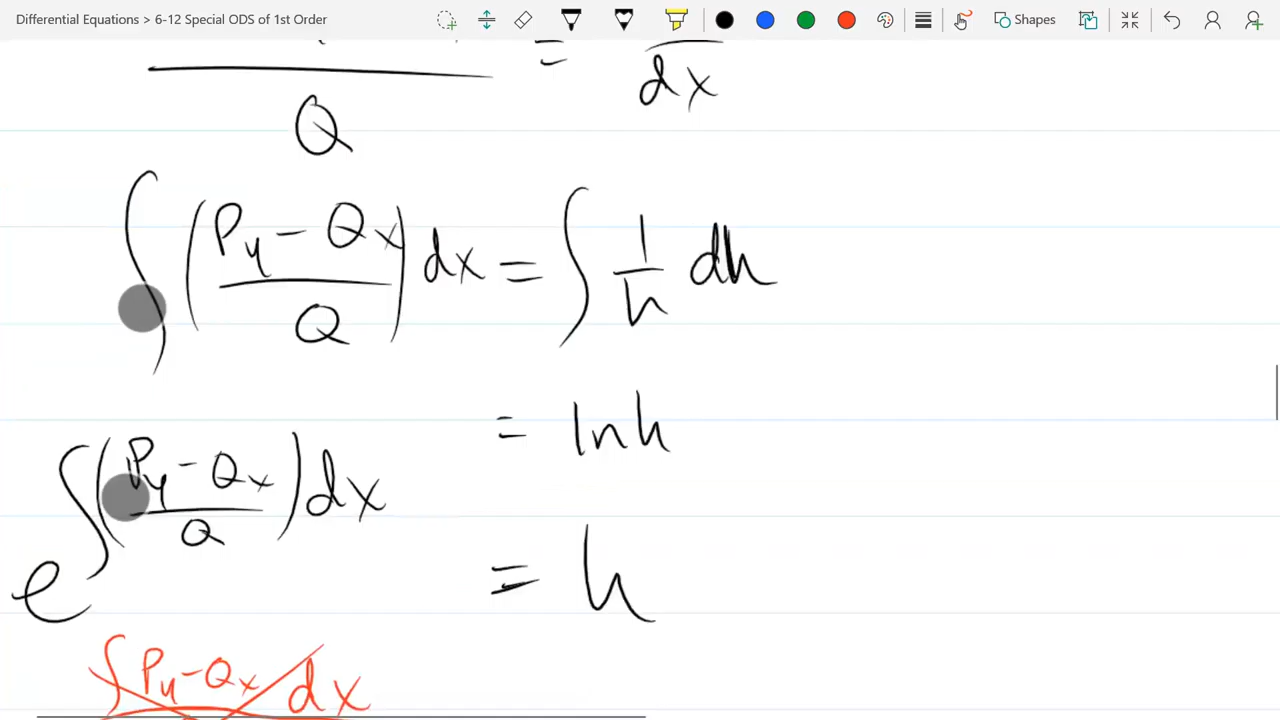 Differential Equations > 6-12 Special ODS of 1st Order
Shapes
Q = dx
∫ ( (Py − Qx) / Q ) dx = ∫ 1/h dh
= ln h
e^{∫ ( (Py − Qx) / Q ) dx} = h
∫ Py − Qx dx